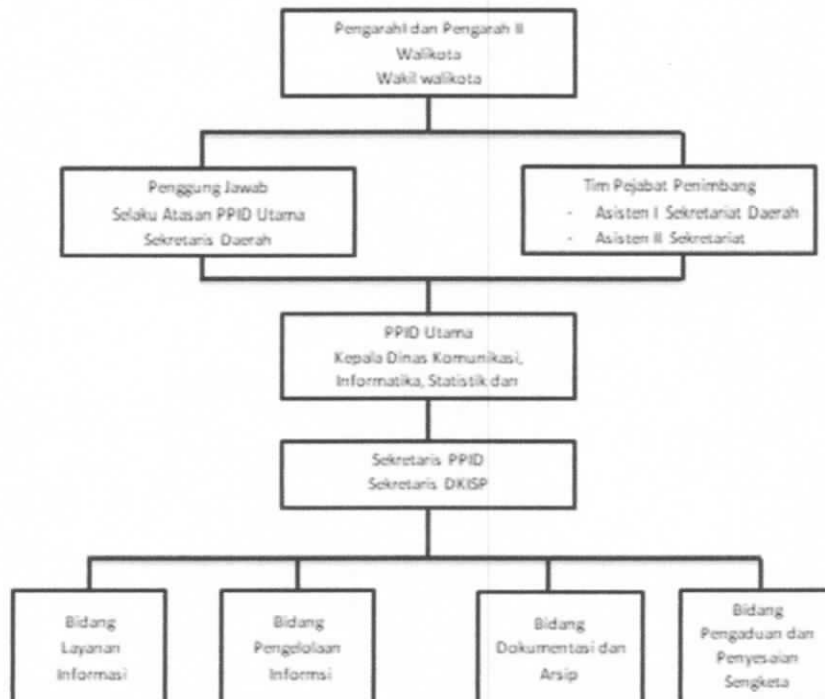 PengarahI dan Pengarah II
Walikota
Wakil walikota
Penggung Jawab
Selaku Atasan PPID Utama
Sekretaris Daerah
Tim Pejabat Penimbang
- Asisten I Sekretariat Daerah
- Asisten II Sekretariat
PPID Utama
Kepala Dinas Komunikasi,
Informatika, Statistik dan
Sekretaris PPID
Sekretaris DKISP
Bidang
Layanan
Informasi
Bidang
Pengelolaan
Informsi
Bidang
Dokumentasi dan
Arsip
Bidang
Pengaduan dan
Penyesaian
Sengketa